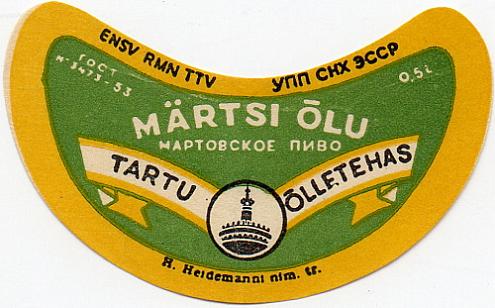 ENSV RMN TTV УПП СНХ ЭССР
ГОСТ
N-3473-53
0,5 l.
MÄRTSI ÕLU
МАРТОВСКОЕ ПИВО
TARTU ÕLLETEHAS
H. Heidemanni nim. tr.